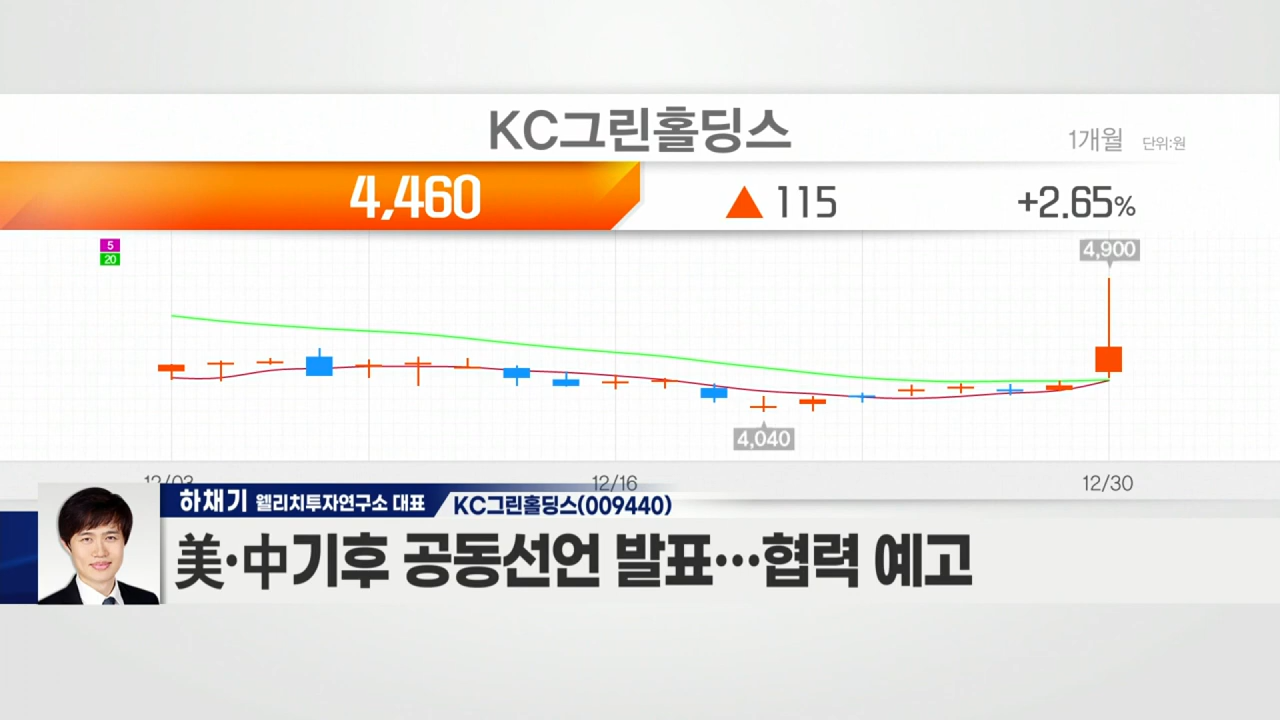 KC그린홀딩스
1개월 단위:원
4,460 ▲ 115 +2.65%
5
20
4,900
4,040
12/03 12/16 12/30
하채기 웰리치투자연구소 대표 KC그린홀딩스(009440)
美·中기후 공동선언 발표…협력 예고